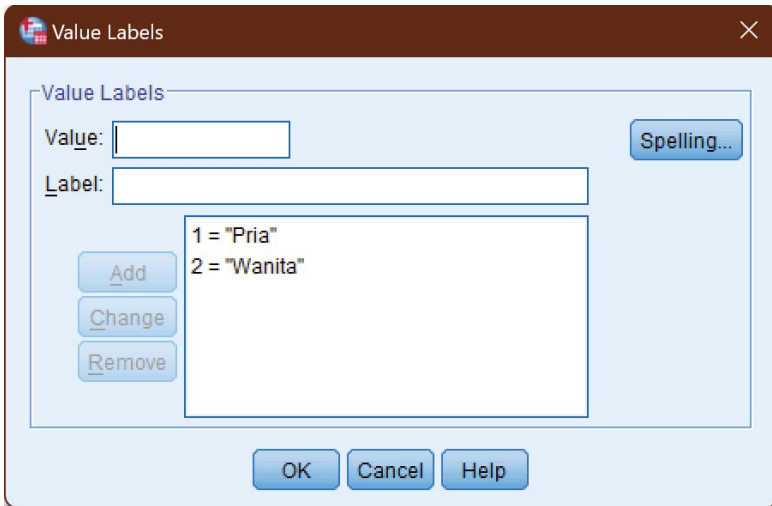 Value Labels
Value Labels
Value:
Spelling...
Label:
1 = "Pria"
2 = "Wanita"
Add
Change
Remove
OK Cancel Help